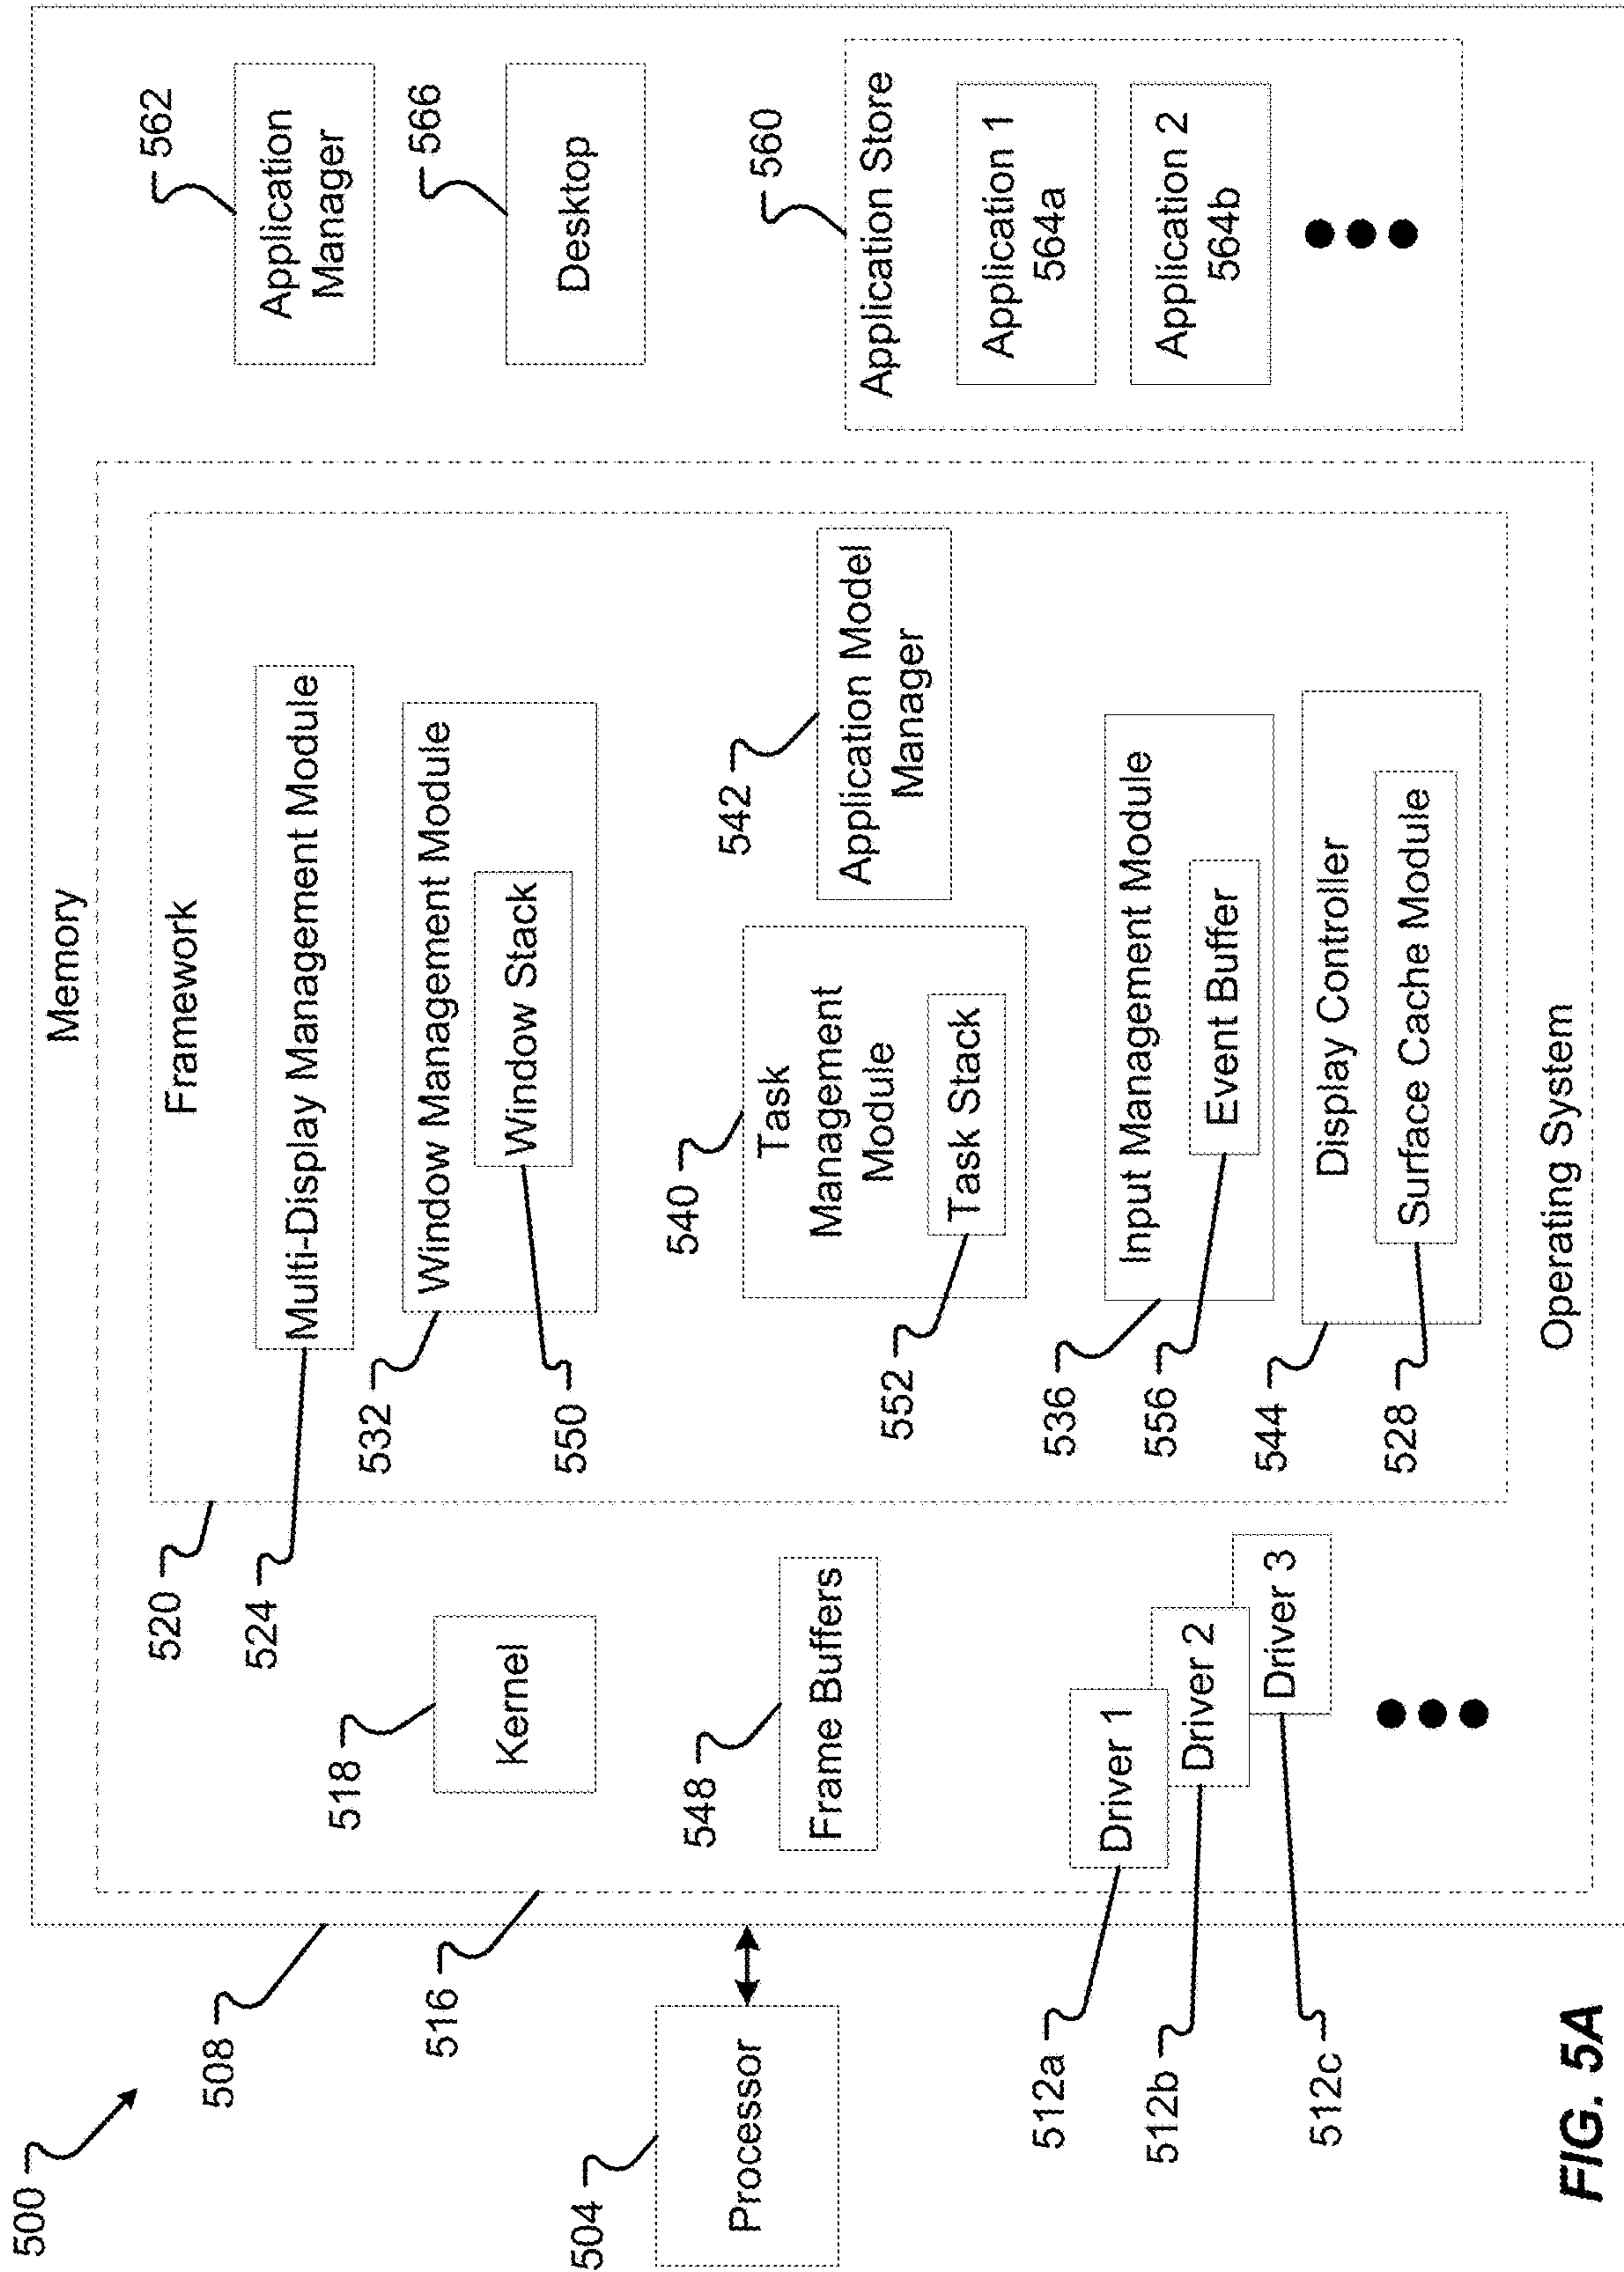 500
508
Memory
516
520
Framework
524
Multi-Display Management Module
562
Application
Manager
518
Kernel
532
Window Management Module
550
Window Stack
566
Desktop
504
Processor
548
Frame Buffers
540
Task
Management
Module
552
Task Stack
542
Application Model
Manager
560
Application Store
Application 1
564a
Application 2
564b
512a
Driver 1
512b
Driver 2
512c
Driver 3
536
Input Management Module
556
Event Buffer
544
Display Controller
528
Surface Cache Module
Operating System
FIG. 5A